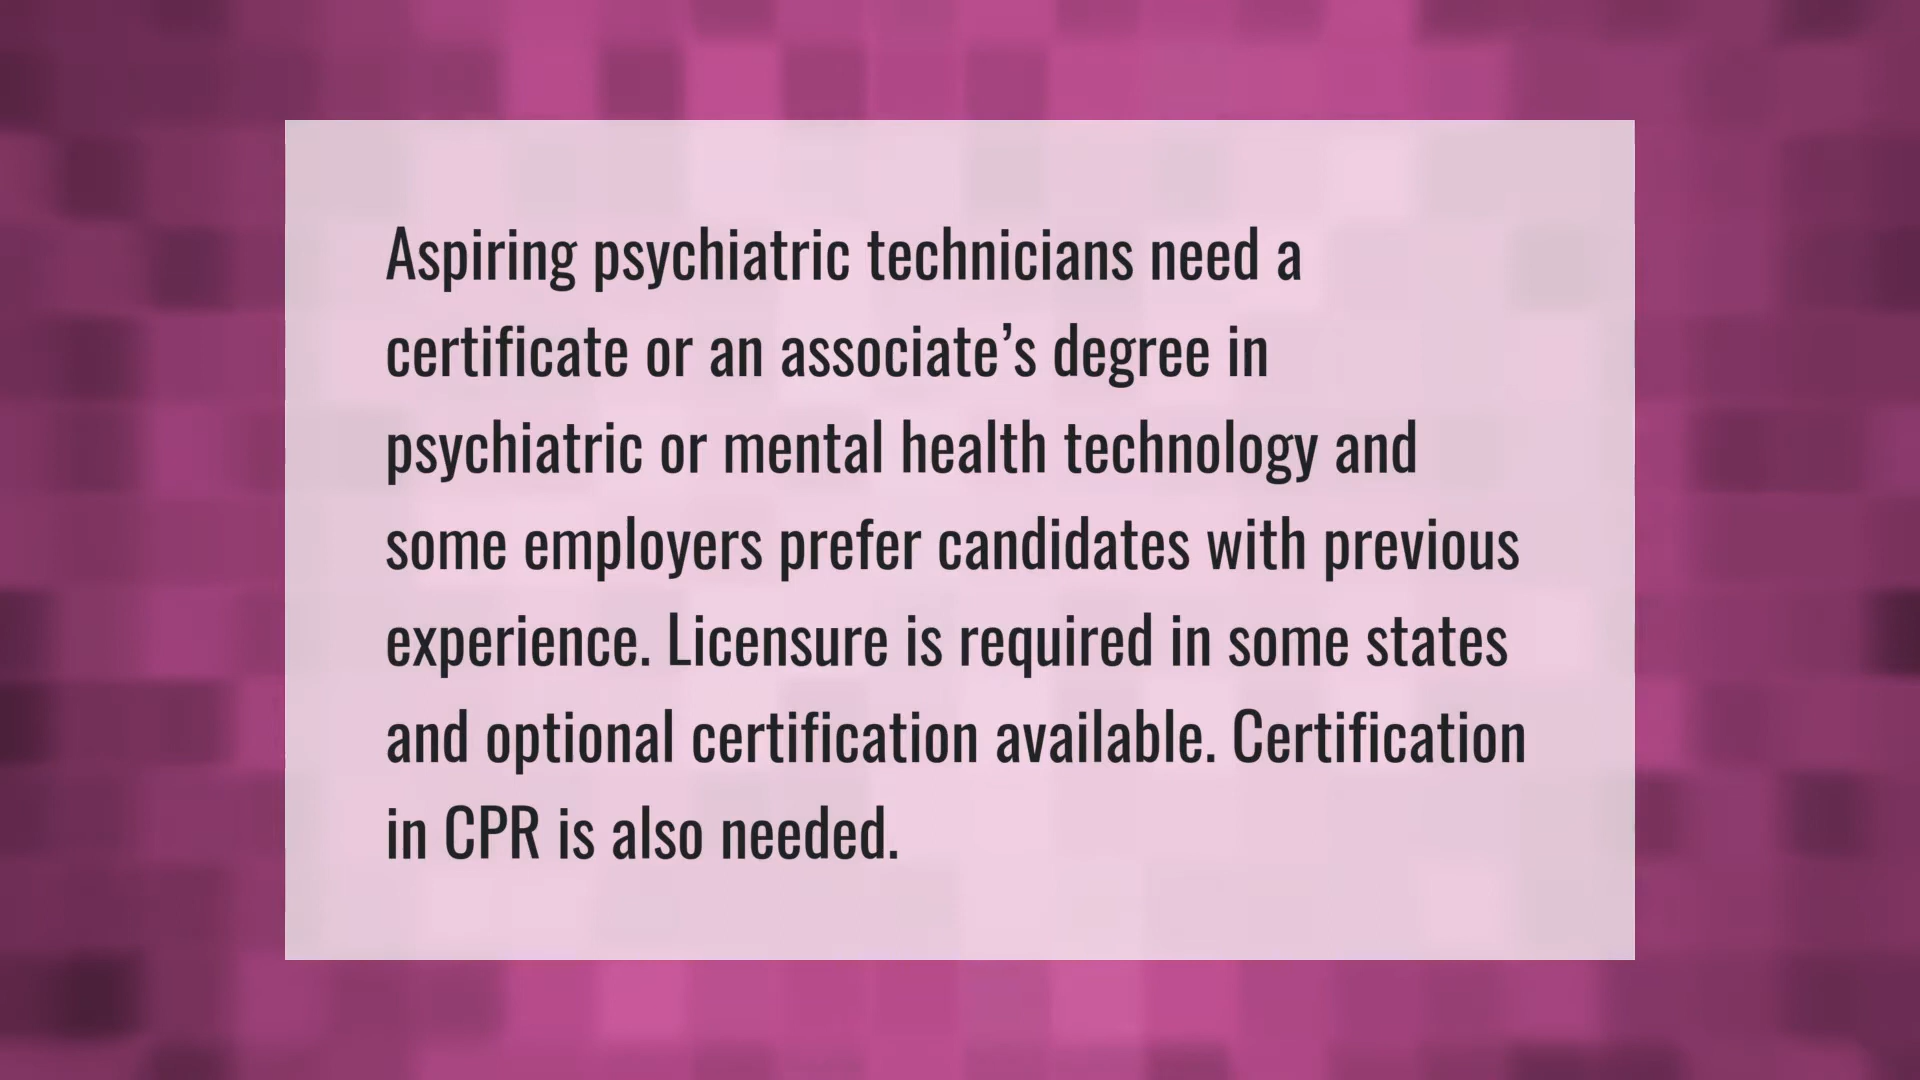 Aspiring psychiatric technicians need a
certificate or an associate’s degree in
psychiatric or mental health technology and
some employers prefer candidates with previous
experience. Licensure is required in some states
and optional certification available. Certification
in CPR is also needed.